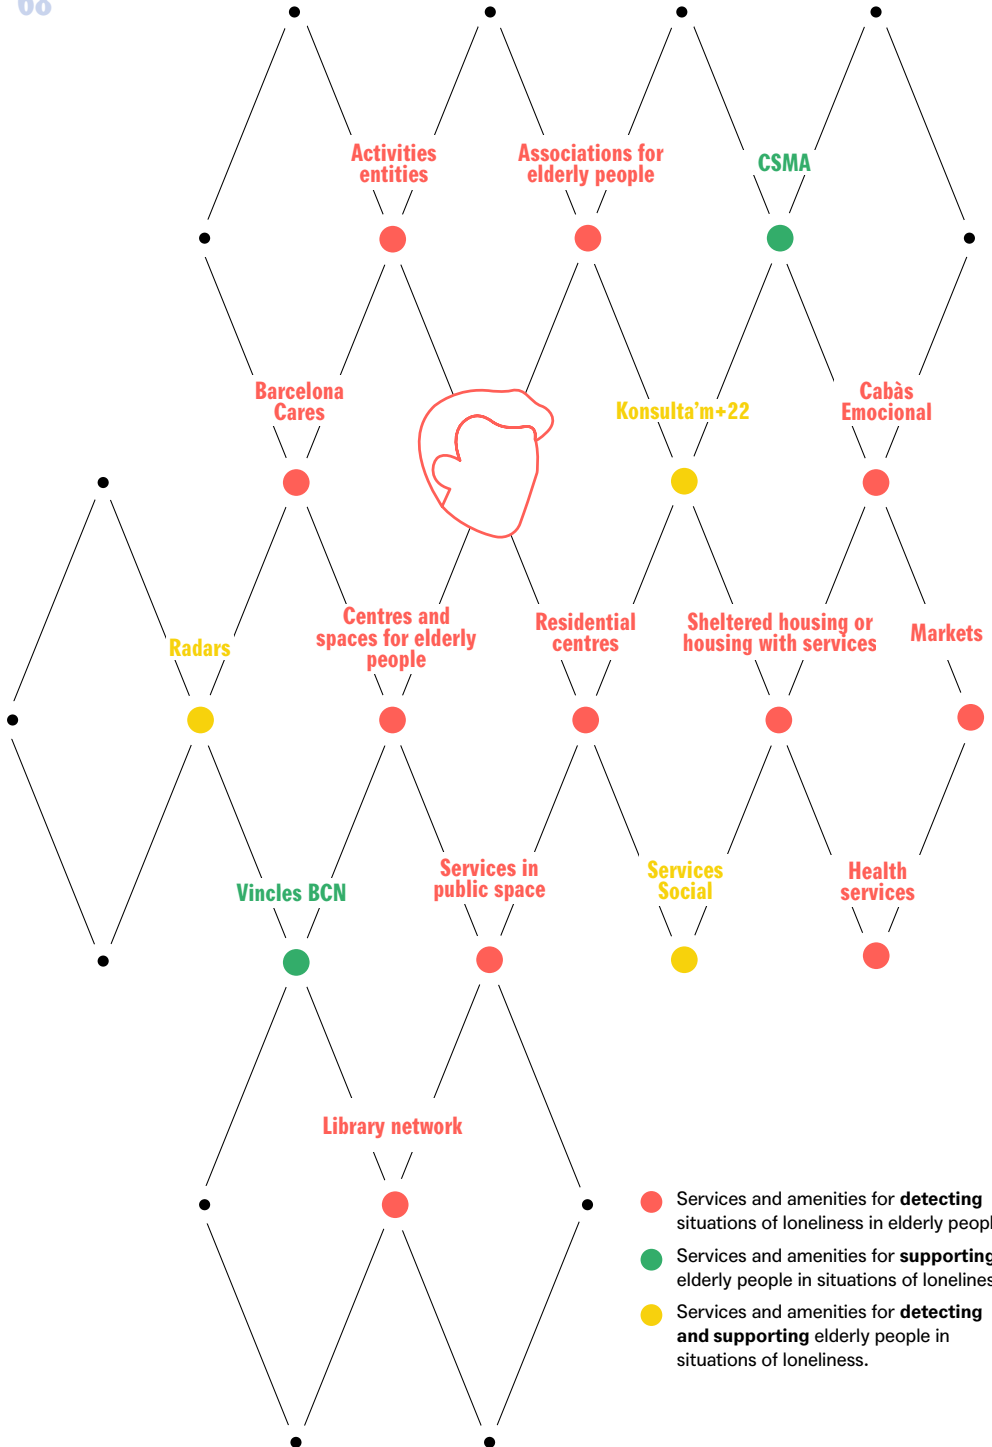 68
Activities
entities
Associations for
elderly people
CSMA
Barcelona
Cares
Konsulta'm+22
Cabàs
Emocional
Radars
Centres and
spaces for elderly
people
Residential
centres
Sheltered housing or
housing with services
Markets
Vincles BCN
Services in
public space
Services
Social
Health
services
Library network
Services and amenities for detecting
situations of loneliness in elderly peopl
Services and amenities for supporting
elderly people in situations of lonelines
Services and amenities for detecting
and supporting elderly people in
situations of loneliness.